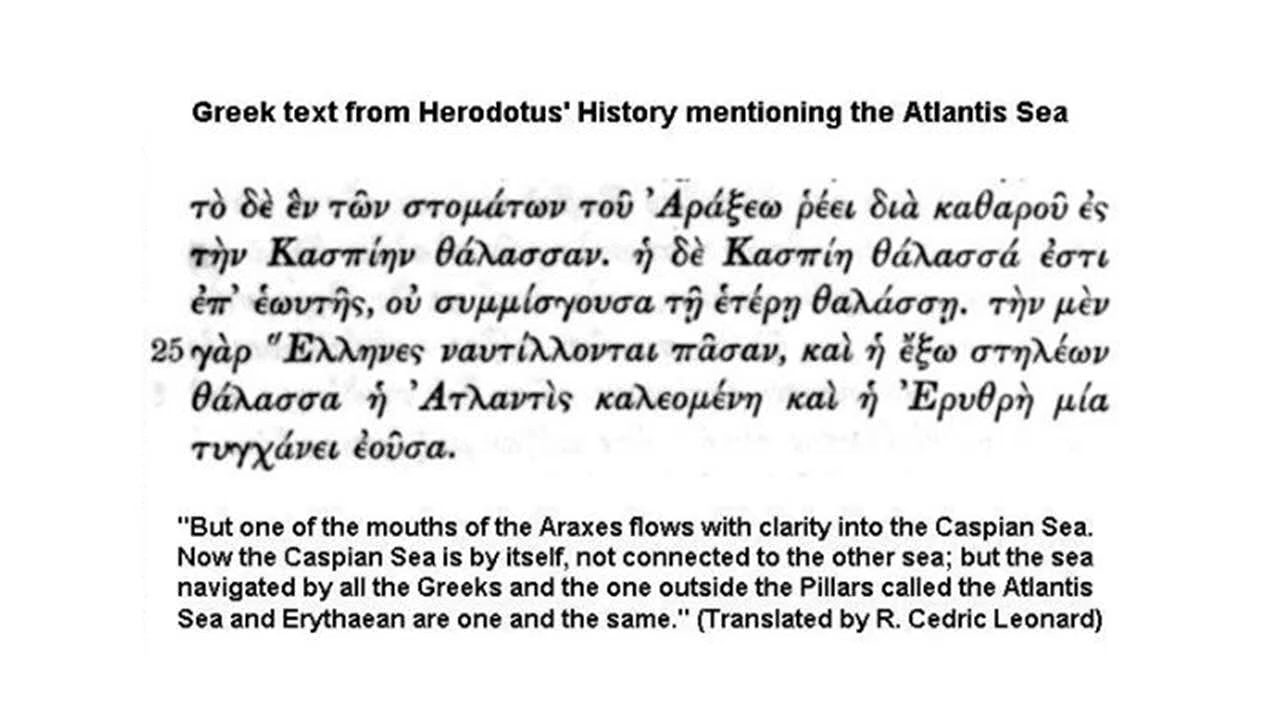 Greek text from Herodotus' History mentioning the Atlantis Sea
τὸ δὲ ἓν τῶν στομάτων τοῦ Ἀράξεω ῥέει διὰ καθαροῦ ἐς
τὴν Κασπίην θάλασσαν. ἡ δὲ Κασπίη θάλασσά ἐστι
ἐπ' ἑωυτῆς, οὐ συμμίσγουσα τῇ ἑτέρῃ θαλάσσῃ. τὴν μὲν
25 γὰρ Ἕλληνες ναυτίλλονται πᾶσαν, καὶ ἡ ἔξω στηλέων
θάλασσα ἡ Ἀτλαντὶς καλεομένη καὶ ἡ Ἐρυθρὴ μία
τυγχάνει ἐοῦσα.
"But one of the mouths of the Araxes flows with clarity into the Caspian Sea.
Now the Caspian Sea is by itself, not connected to the other sea; but the sea
navigated by all the Greeks and the one outside the Pillars called the Atlantis
Sea and Erythaean are one and the same." (Translated by R. Cedric Leonard)